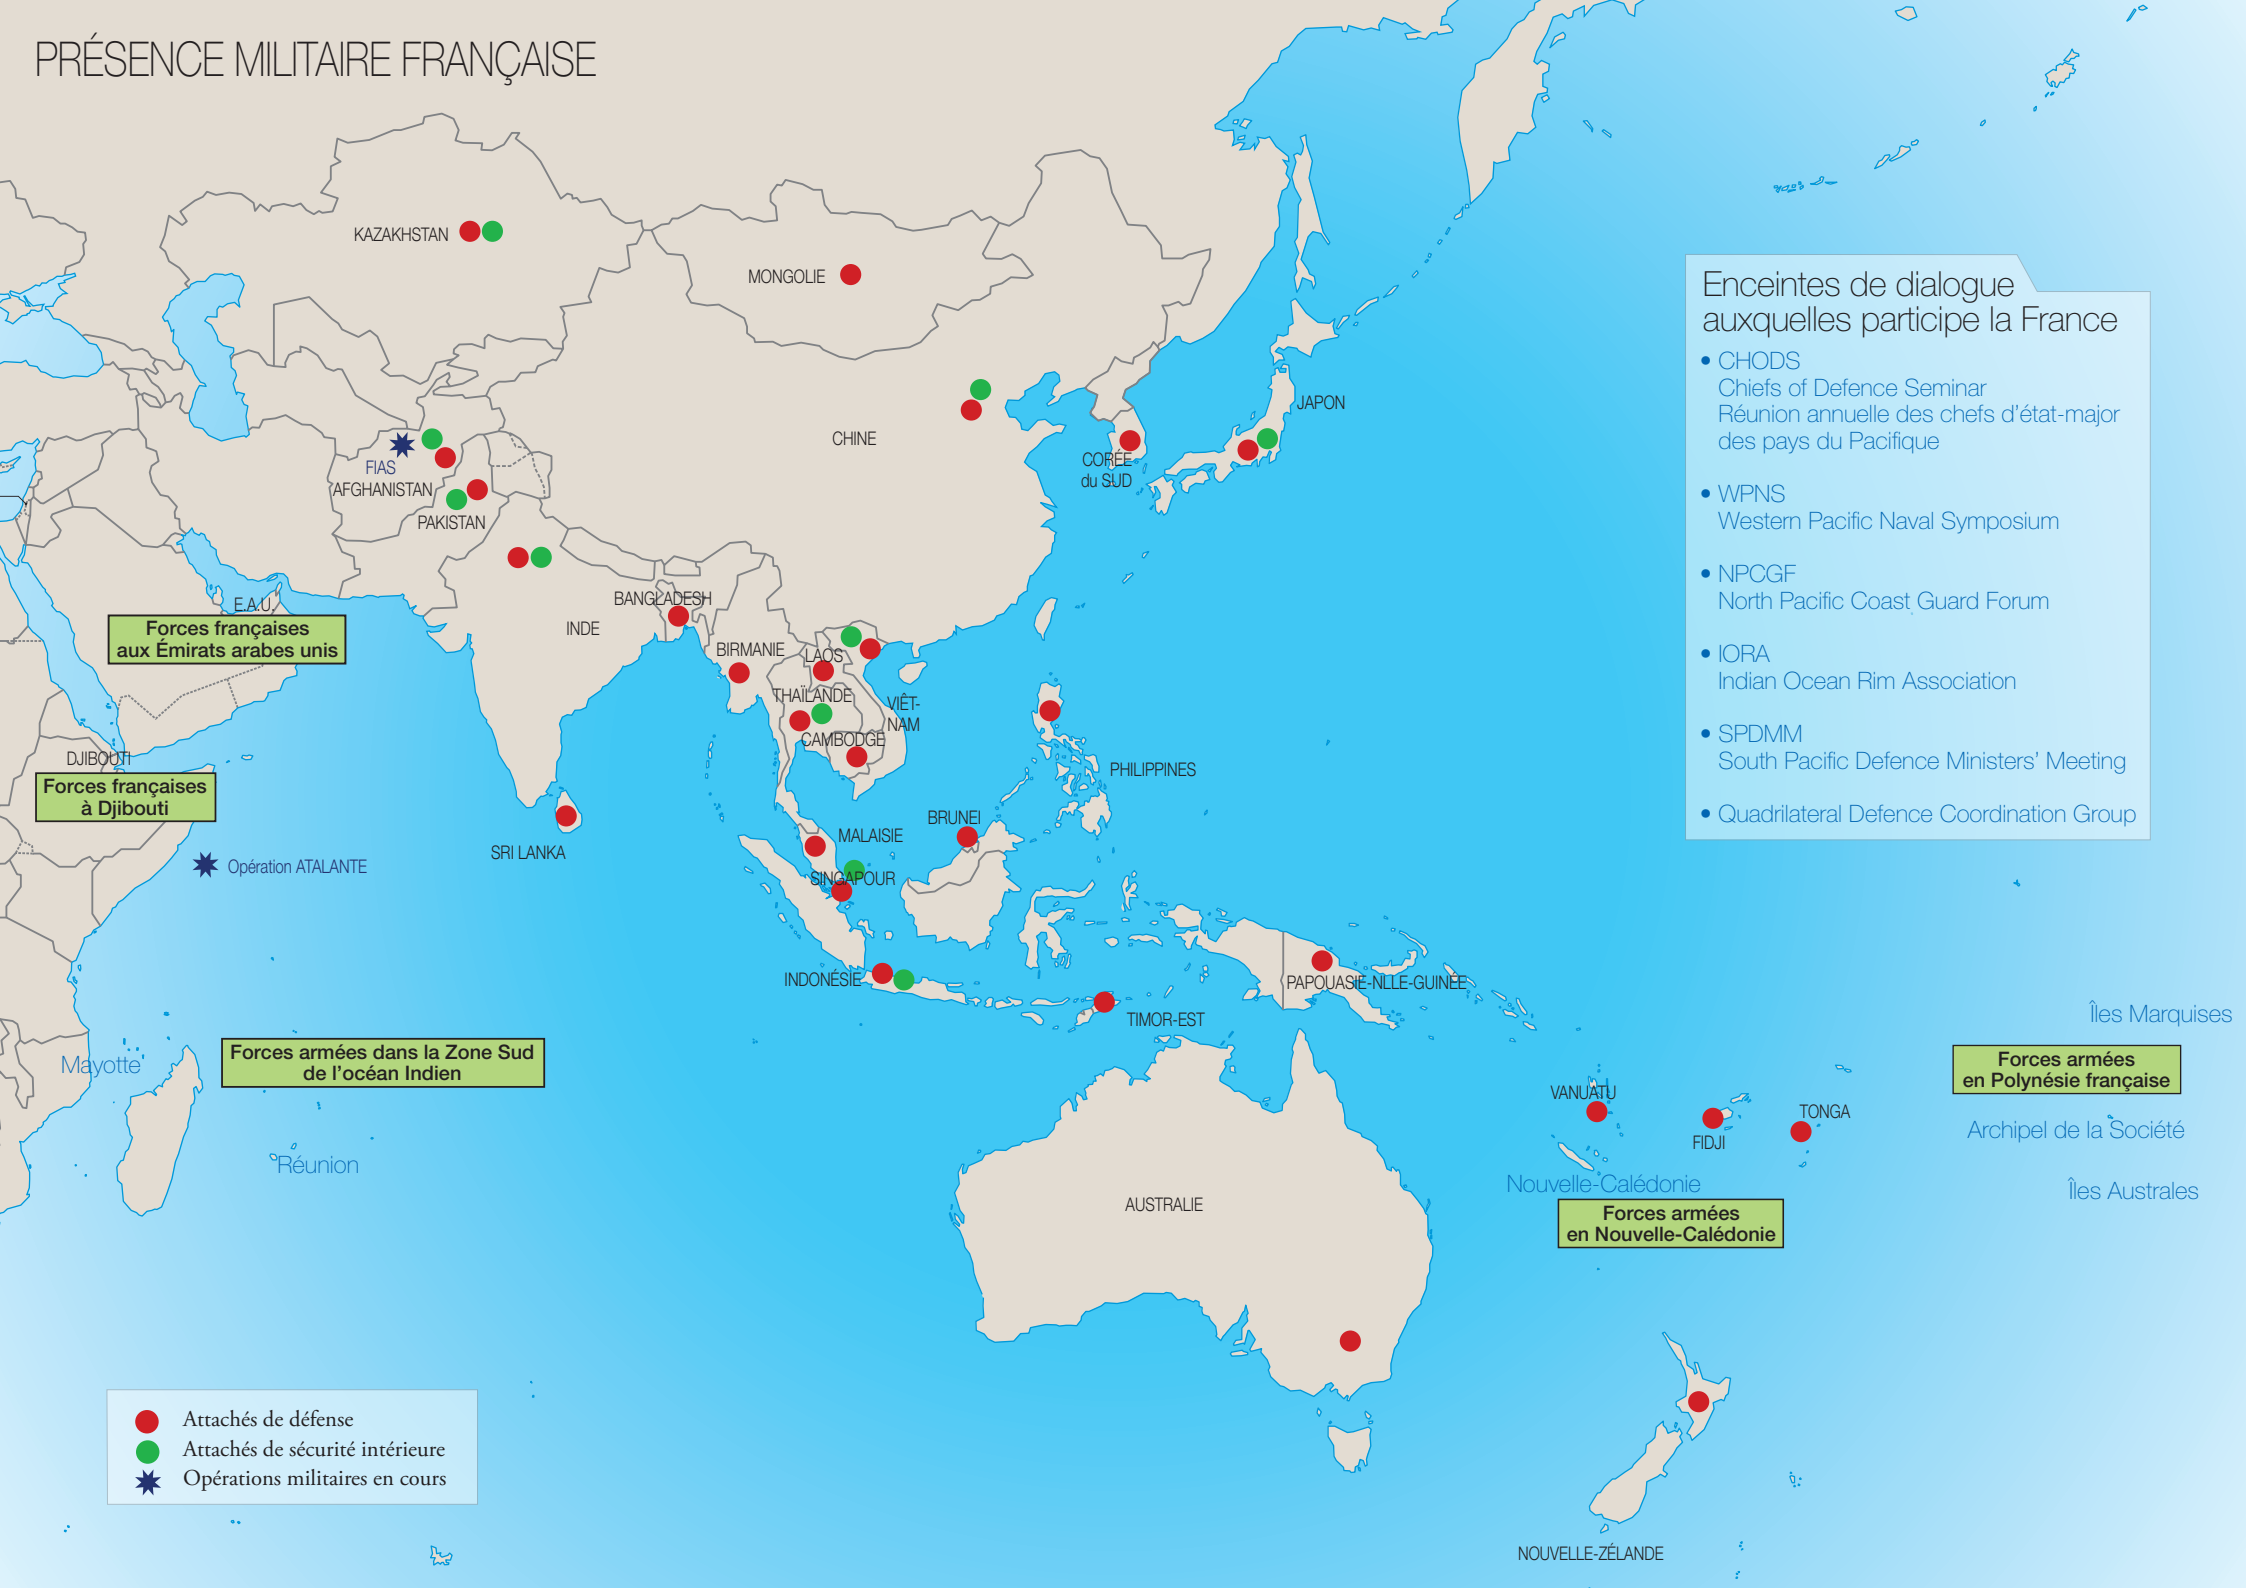 PRÉSENCE MILITAIRE FRANÇAISE
KAZAKHSTAN
MONGOLIE
CHINE
JAPON
CORÉE
du SUD
FIAS
AFGHANISTAN
PAKISTAN
E.A.U.
Forces françaises
aux Émirats arabes unis
BANGLADESH
INDE
BIRMANIE
LAOS
THAÏLANDE
VIÊT-
NAM
CAMBODGE
DJIBOUTI
Forces françaises
à Djibouti
PHILIPPINES
BRUNEI
MALAISIE
SRI LANKA
SINGAPOUR
Opération ATALANTE
INDONÉSIE
PAPOUASIE-NLLE-GUINÉE
TIMOR-EST
Enceintes de dialogue
auxquelles participe la France
• CHODS
Chiefs of Defence Seminar
Réunion annuelle des chefs d’état-major
des pays du Pacifique
• WPNS
Western Pacific Naval Symposium
• NPCGF
North Pacific Coast Guard Forum
• IORA
Indian Ocean Rim Association
• SPDMM
South Pacific Defence Ministers’ Meeting
• Quadrilateral Defence Coordination Group
Îles Marquises
Mayotte
Forces armées dans la Zone Sud
de l’océan Indien
Forces armées
en Polynésie française
VANUATU
TONGA
FIDJI
Archipel de la Société
Réunion
Nouvelle-Calédonie
Îles Australes
AUSTRALIE
Forces armées
en Nouvelle-Calédonie
Attachés de défense
Attachés de sécurité intérieure
Opérations militaires en cours
NOUVELLE-ZÉLANDE